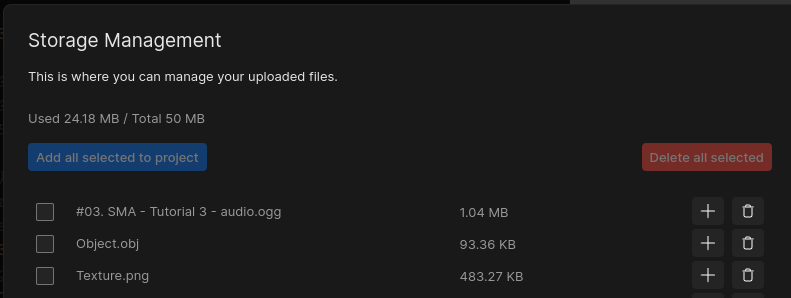 Storage Management
This is where you can manage your uploaded files.
Used 24.18 MB / Total 50 MB
Add all selected to project Delete all selected
#03. SMA - Tutorial 3 - audio.ogg 1.04 MB
Object.obj 93.36 KB
Texture.png 483.27 KB